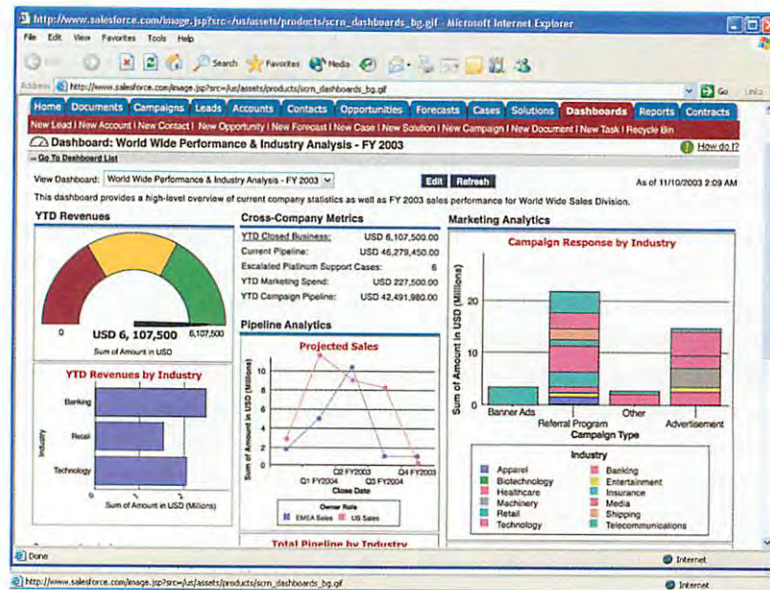 http://www.salesforce.com/image.jsp?src=/us/assets/products/scrn_dashboards_bg.gif - Microsoft Internet Explorer
File Edit View Favorites Tools Help
Search Favorites Media
Address http://www.salesforce.com/image.jsp?src=/us/assets/products/scrn_dashboards_bg.gif Go Links
Home Documents Campaigns Leads Accounts Contacts Opportunities Forecasts Cases Solutions Dashboards Reports Contracts
New Lead | New Account | New Contact | New Opportunity | New Forecast | New Case | New Solution | New Campaign | New Document | New Task | Recycle Bin
Dashboard: World Wide Performance & Industry Analysis - FY 2003 How do I?
Go To Dashboard List
View Dashboard: World Wide Performance & Industry Analysis - FY 2003 Edit Refresh As of 11/10/2003 2:09 AM
This dashboard provides a high-level overview of current company statistics as well as FY 2003 sales performance for World Wide Sales Division.
YTD Revenues
0 USD 6, 107,500 6,107,500
Sum of Amount in USD
YTD Revenues by Industry
Industry
Banking
Retail
Technology
0 1 2
Sum of Amount in USD (Millions)
Cross-Company Metrics
YTD Closed Business: USD 6,107,500.00
Current Pipeline: USD 46,279,450.00
Escalated Platinum Support Cases: 6
YTD Marketing Spend: USD 227,500.00
YTD Campaign Pipeline: USD 42,491,980.00
Pipeline Analytics
Projected Sales
Sum of Amount in USD (Millions)
10
8
6
4
2
0
Q2 FY2003 Q4 FY2003
Q1 FY2004 Q3 FY2004
Close Date
Owner Role
EMEA Sales US Sales
Total Pipeline by Industry
Marketing Analytics
Campaign Response by Industry
Sum of Amount in USD (Millions)
20
10
0
Banner Ads Other Advertisement
Referral Program
Campaign Type
Industry
Apparel Banking
Biotechnology Entertainment
Healthcare Insurance
Machinery Media
Retail Shipping
Technology Telecommunications
Done Internet
http://www.salesforce.com/image.jsp?src=/us/assets/products/scrn_dashboards_bg.gif Internet